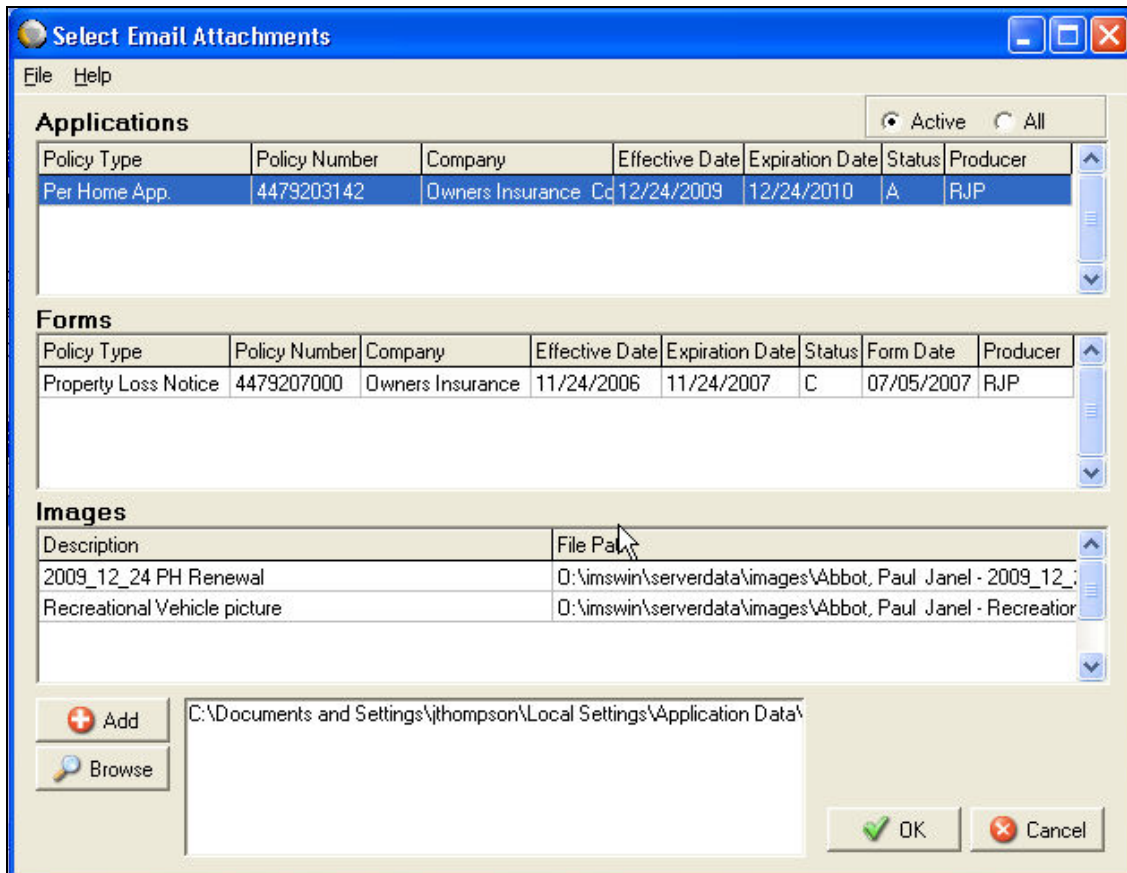 Select Email Attachments
File Help
Applications
Active All
Policy Type Policy Number Company Effective Date Expiration Date Status Producer
Per Home App. 4479203142 Owners Insurance Co 12/24/2009 12/24/2010 A RJP
Forms
Policy Type Policy Number Company Effective Date Expiration Date Status Form Date Producer
Property Loss Notice 4479207000 Owners Insurance 11/24/2006 11/24/2007 C 07/05/2007 RJP
Images
Description File Pat
2009_12_24 PH Renewal O:\imswin\serverdata\images\Abbot, Paul Janel - 2009_12_
Recreational Vehicle picture O:\imswin\serverdata\images\Abbot, Paul Janel - Recreation
Add C:\Documents and Settings\jthompson\Local Settings\Application Data\
Browse
OK Cancel